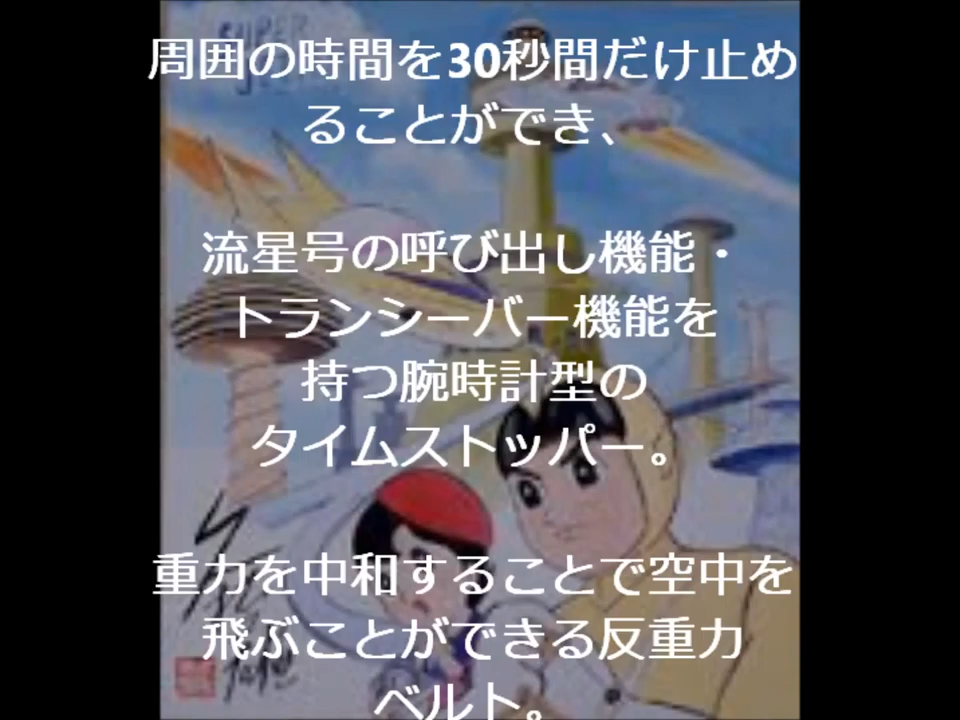 周囲の時間を30秒間だけ止め
ることができ、
流星号の呼び出し機能・
トランシーバー機能を
持つ腕時計型の
タイムストッパー。
重力を中和することで空中を
飛ぶことができる反重力
ベルト。
SUPER